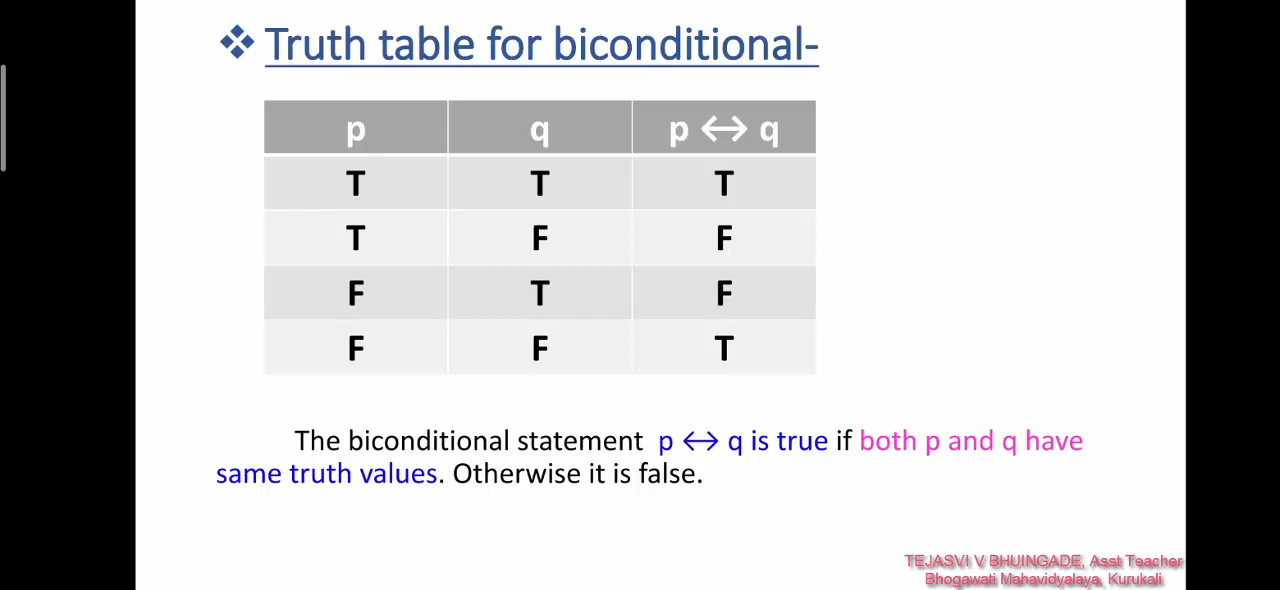 ❖ Truth table for biconditional-
p q p ↔ q
T T T
T F F
F T F
F F T
The biconditional statement p ↔ q is true if both p and q have
same truth values. Otherwise it is false.
TEJASVI V BHUINGADE, Asst Teacher
Bhogawati Mahavidyalaya, Kurukali